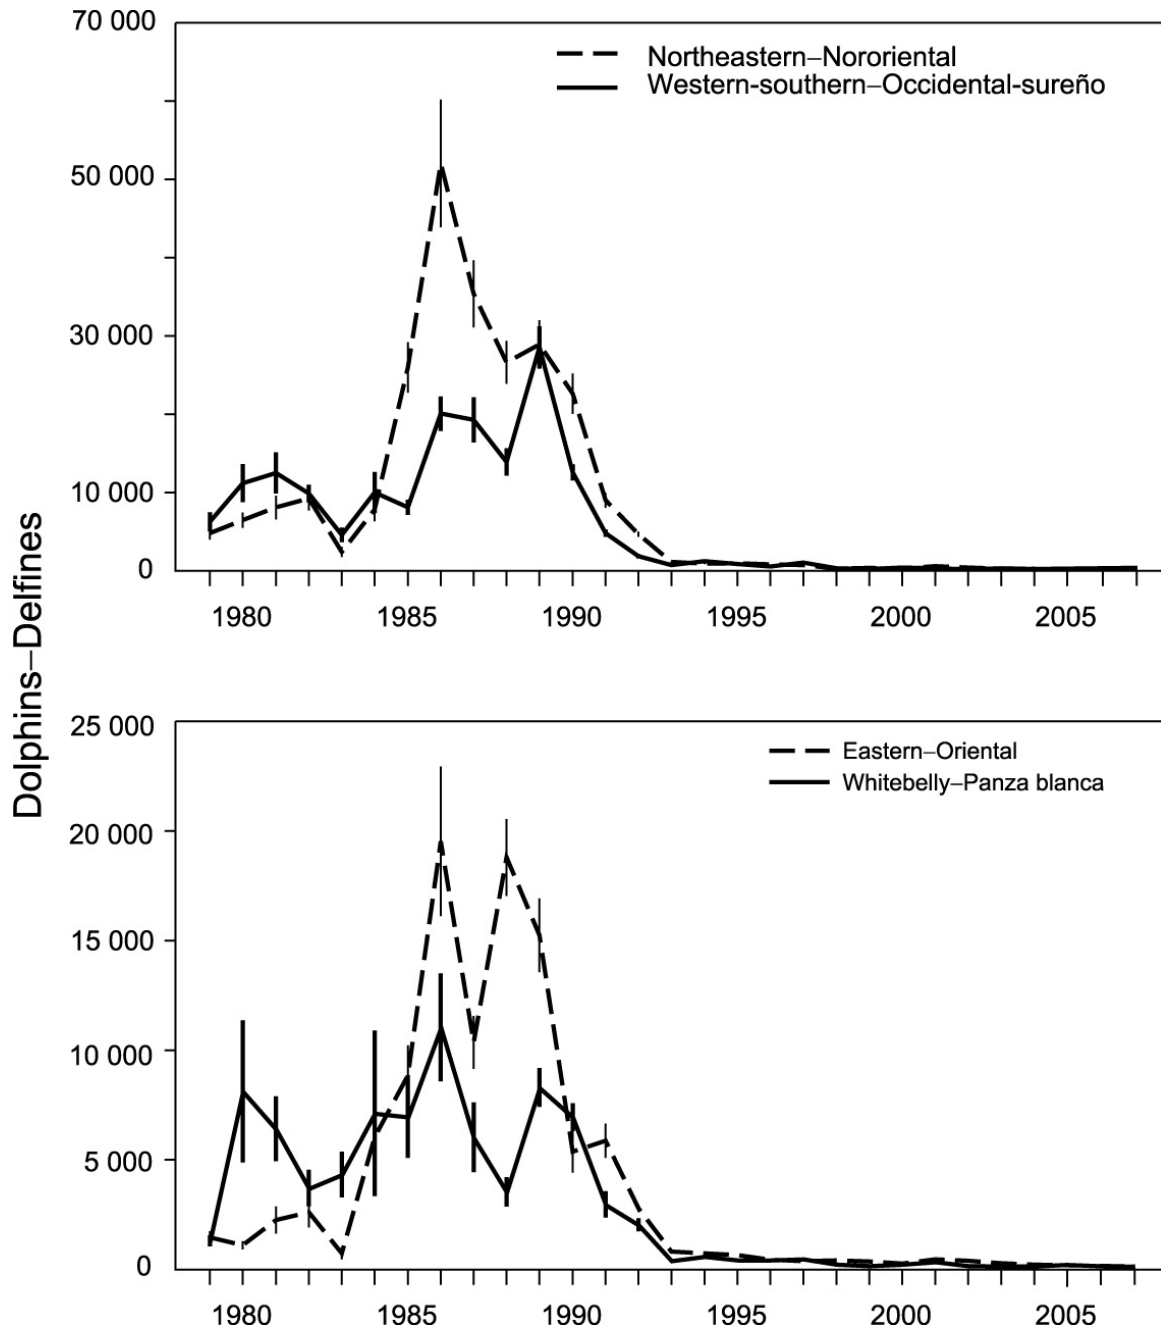 70 000
Northeastern–Nororiental
Western-southern–Occidental-sureño
50 000
30 000
10 000
0
1980 1985 1990 1995 2000 2005
Dolphins–Delfines
25 000
Eastern–Oriental
Whitebelly–Panza blanca
20 000
15 000
10 000
5 000
0
1980 1985 1990 1995 2000 2005